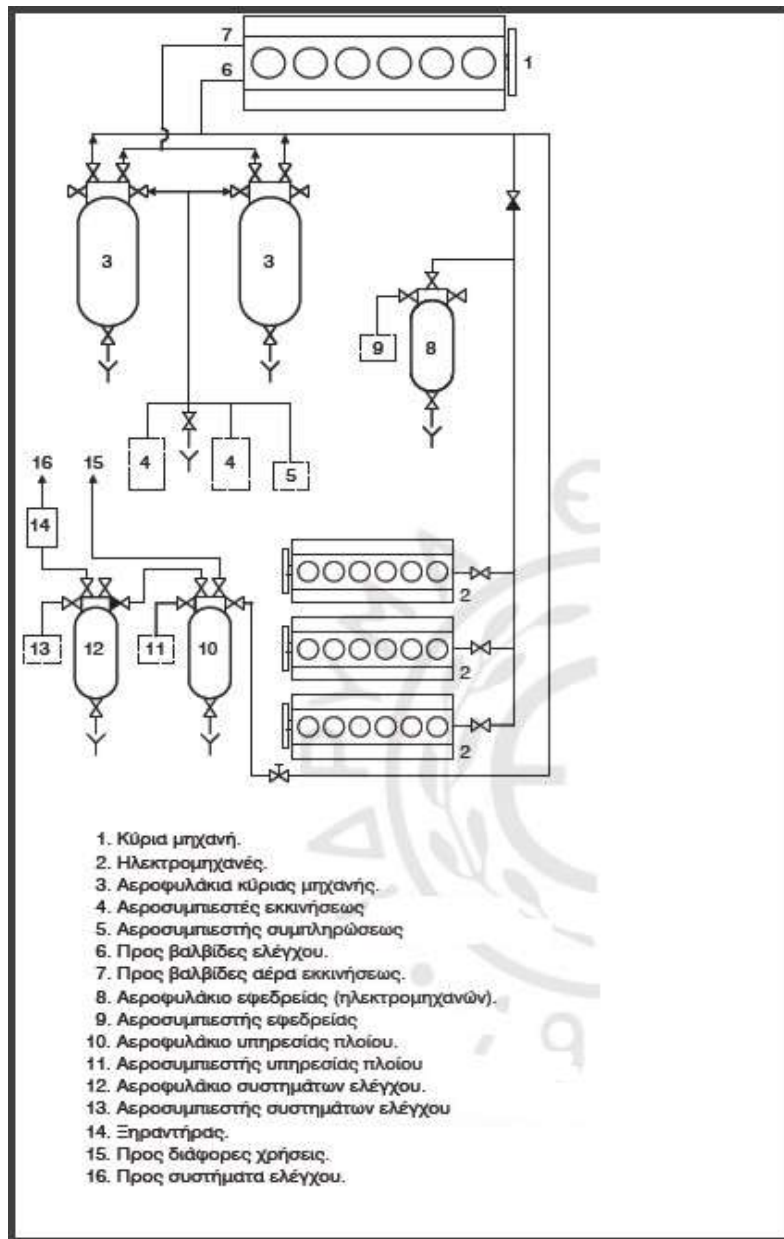 7
6
1
3
3
9
8
4
4
5
16
15
14
2
13
12
11
10
2
2
1. Κύρια μηχανή.
2. Ηλεκτρομηχανές.
3. Αεροφυλάκια κύριας μηχανής.
4. Αεροσυμπιεστές εκκινήσεως
5. Αεροσυμπιεστής συμπληρώσεως
6. Προς βαλβίδες ελέγχου.
7. Προς βαλβίδες αέρα εκκινήσεως.
8. Αεροφυλάκιο εφεδρείας (ηλεκτρομηχανών).
9. Αεροσυμπιεστής εφεδρείας
10. Αεροφυλάκιο υπηρεσίας πλοίου.
11. Αεροσυμπιεστής υπηρεσίας πλοίου
12. Αεροφυλάκιο συστημάτων ελέγχου.
13. Αεροσυμπιεστής συστημάτων ελέγχου
14. Ξηραντήρας.
15. Προς διάφορες χρήσεις.
16. Προς συστήματα ελέγχου.